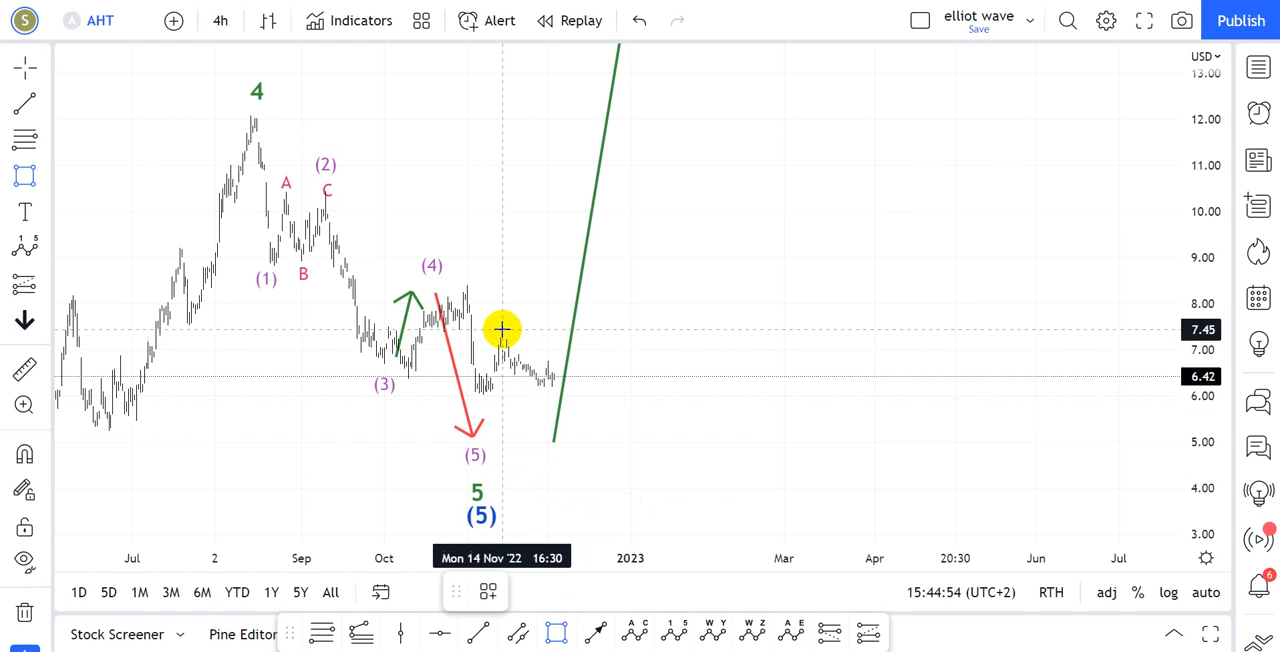 S A AHT 4h Indicators Alert Replay elliot wave Save Publish
USD
13.00
12.00
11.00
10.00
9.00
8.00
7.45
7.00
6.42
6.00
5.00
4.00
3.00
4
(2)
A
C
(1)
B
(4)
(3)
(5)
5
(5)
Jul 2 Sep Oct Mon 14 Nov '22 16:30 2023 Mar Apr 20:30 Jun Jul
1D 5D 1M 3M 6M YTD 1Y 5Y All 15:44:54 (UTC+2) RTH adj % log auto
Stock Screener Pine Editor A C 1 5 W Y W Z A E
1 5
6